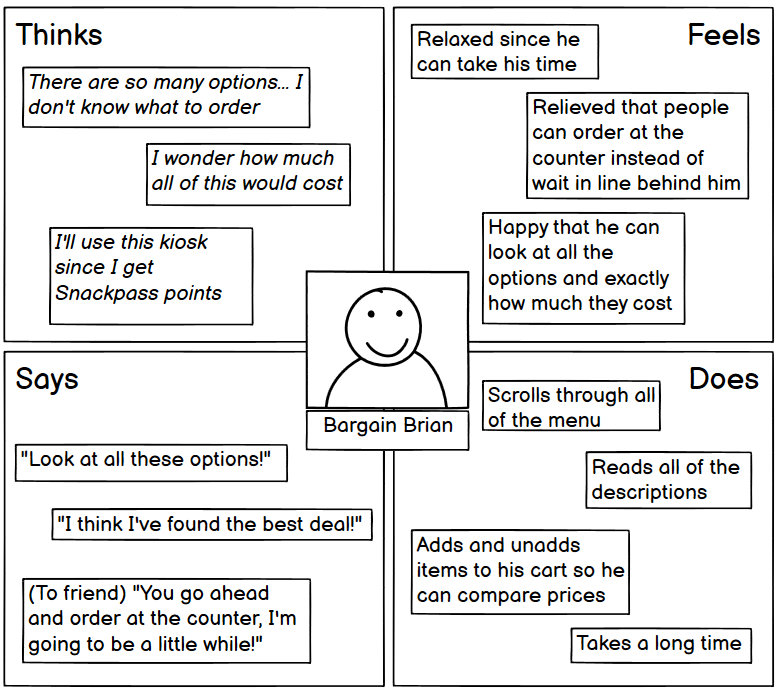 Thinks
There are so many options... I
don't know what to order
I wonder how much
all of this would cost
I'll use this kiosk
since I get
Snackpass points
Feels
Relaxed since he
can take his time
Relieved that people
can order at the
counter instead of
wait in line behind him
Happy that he can
look at all the
options and exactly
how much they cost
Bargain Brian
Says
"Look at all these options!"
"I think I've found the best deal!"
(To friend) "You go ahead
and order at the counter, I'm
going to be a little while!"
Does
Scrolls through all
of the menu
Reads all of the
descriptions
Adds and unadds
items to his cart so he
can compare prices
Takes a long time